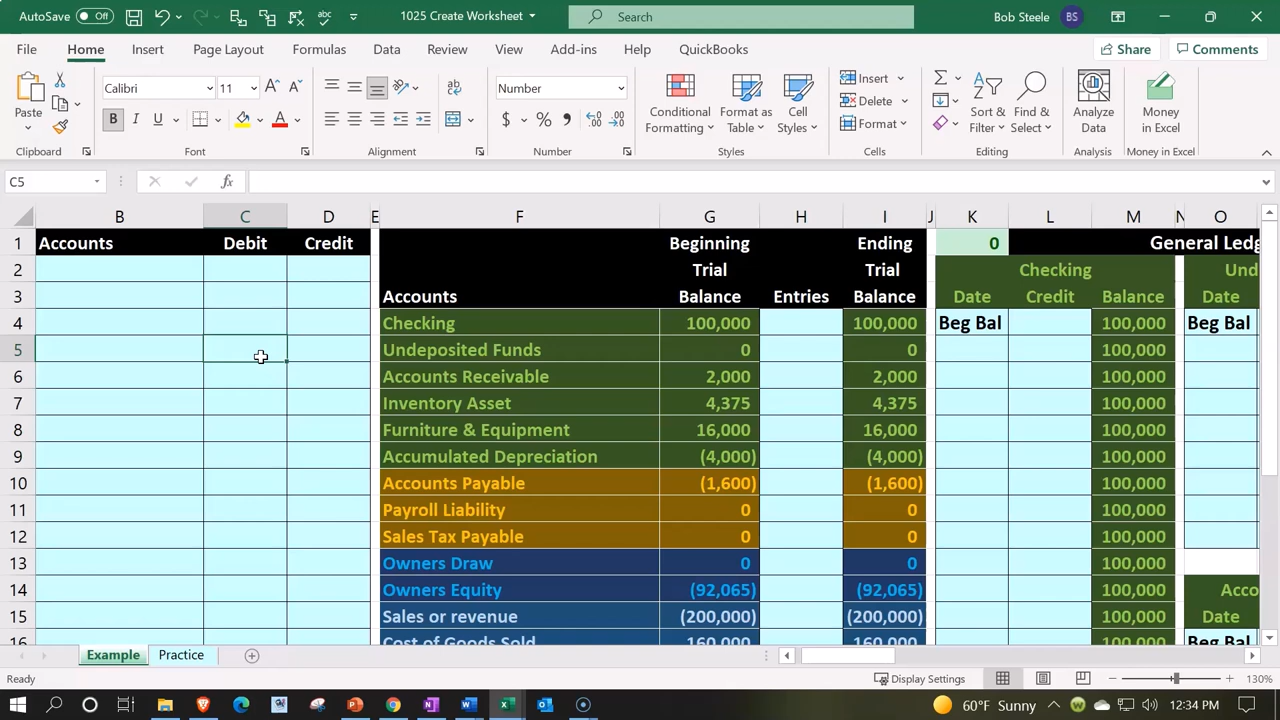 AutoSave Off 1025 Create Worksheet Search Bob Steele BS
File Home Insert Page Layout Formulas Data Review View Add-ins Help QuickBooks Share Comments
Paste Calibri 11 Number Conditional Formatting Format as Table Cell Styles Insert Delete Format Sort & Filter Find & Select Analyze Data Money in Excel
Clipboard Font Alignment Number Styles Cells Editing Analysis Money in Excel
C5 fx
B C D E F G H I J K L M N O
1 Accounts Debit Credit Beginning Ending 0 General Ledg
2 Trial Trial Checking Und
3 Accounts Balance Entries Balance Date Credit Balance Date
4 Checking 100,000 100,000 Beg Bal 100,000 Beg Bal
5 Undeposited Funds 0 0 100,000
6 Accounts Receivable 2,000 2,000 100,000
7 Inventory Asset 4,375 4,375 100,000
8 Furniture & Equipment 16,000 16,000 100,000
9 Accumulated Depreciation (4,000) (4,000) 100,000
10 Accounts Payable (1,600) (1,600) 100,000
11 Payroll Liability 0 0 100,000
12 Sales Tax Payable 0 0 100,000
13 Owners Draw 0 0 100,000
14 Owners Equity (92,065) (92,065) 100,000 Acco
15 Sales or revenue (200,000) (200,000) 100,000 Date
16 Cost of Goods Sold 160,000 160,000 100,000 Beg Bal
Example Practice
Ready Display Settings 130%
60°F Sunny 12:34 PM